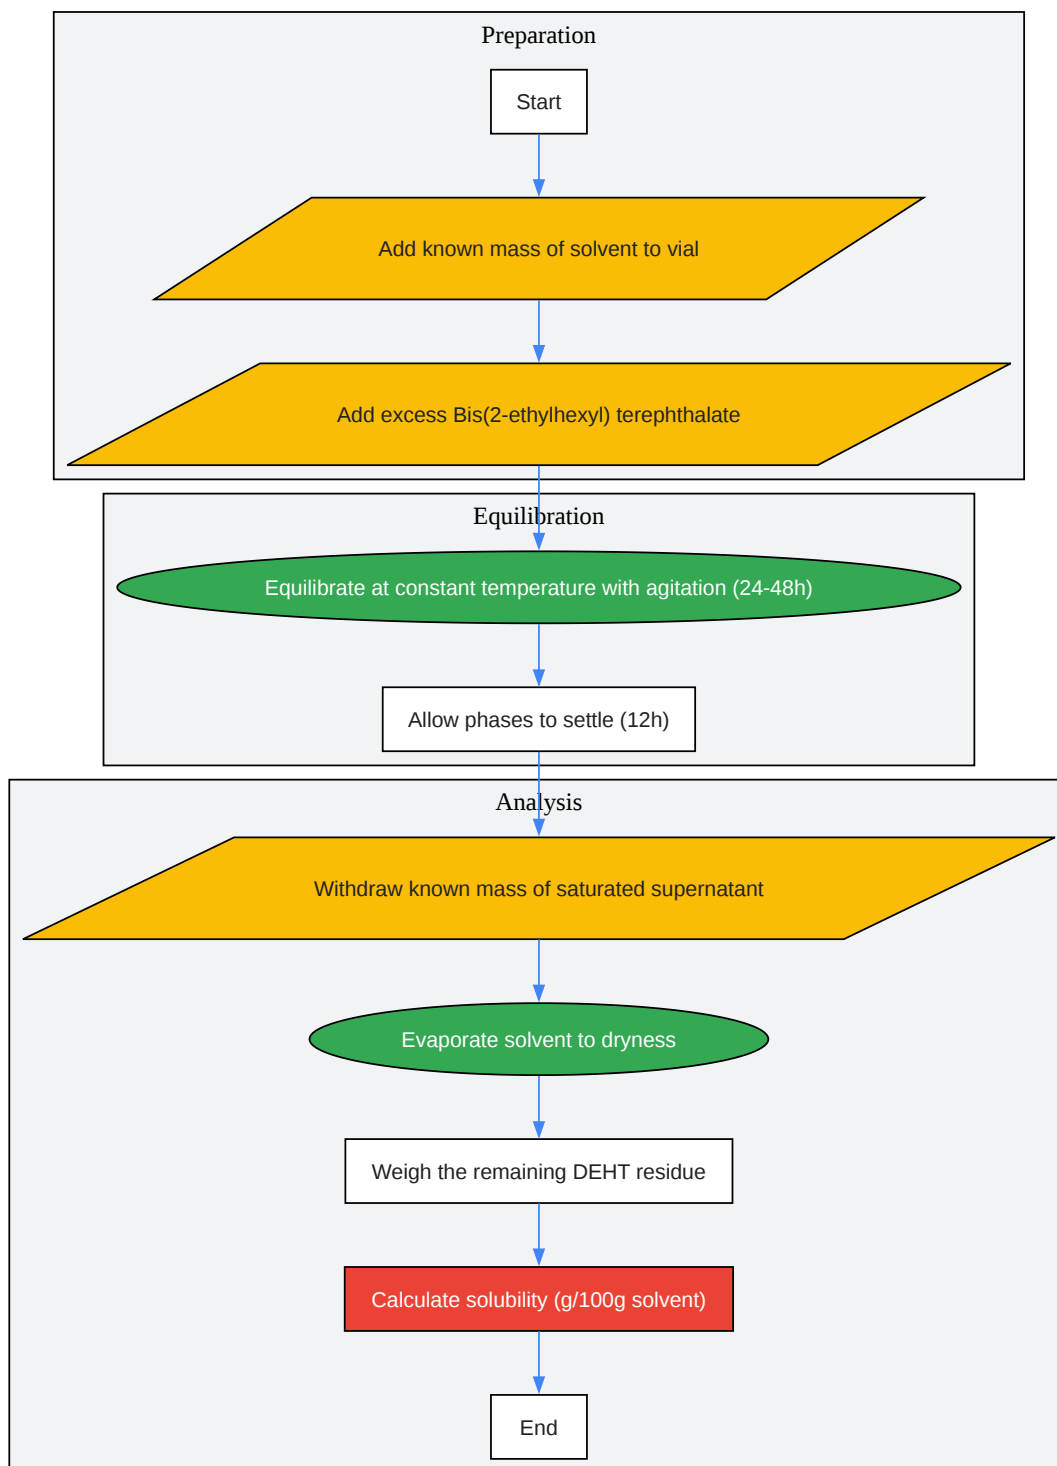 Preparation
Start
Add known mass of solvent to vial
Add excess Bis(2-ethylhexyl) terephthalate
Equilibration
Equilibrate at constant temperature with agitation (24-48h)
Allow phases to settle (12h)
Analysis
Withdraw known mass of saturated supernatant
Evaporate solvent to dryness
Weigh the remaining DEHT residue
Calculate solubility (g/100g solvent)
End